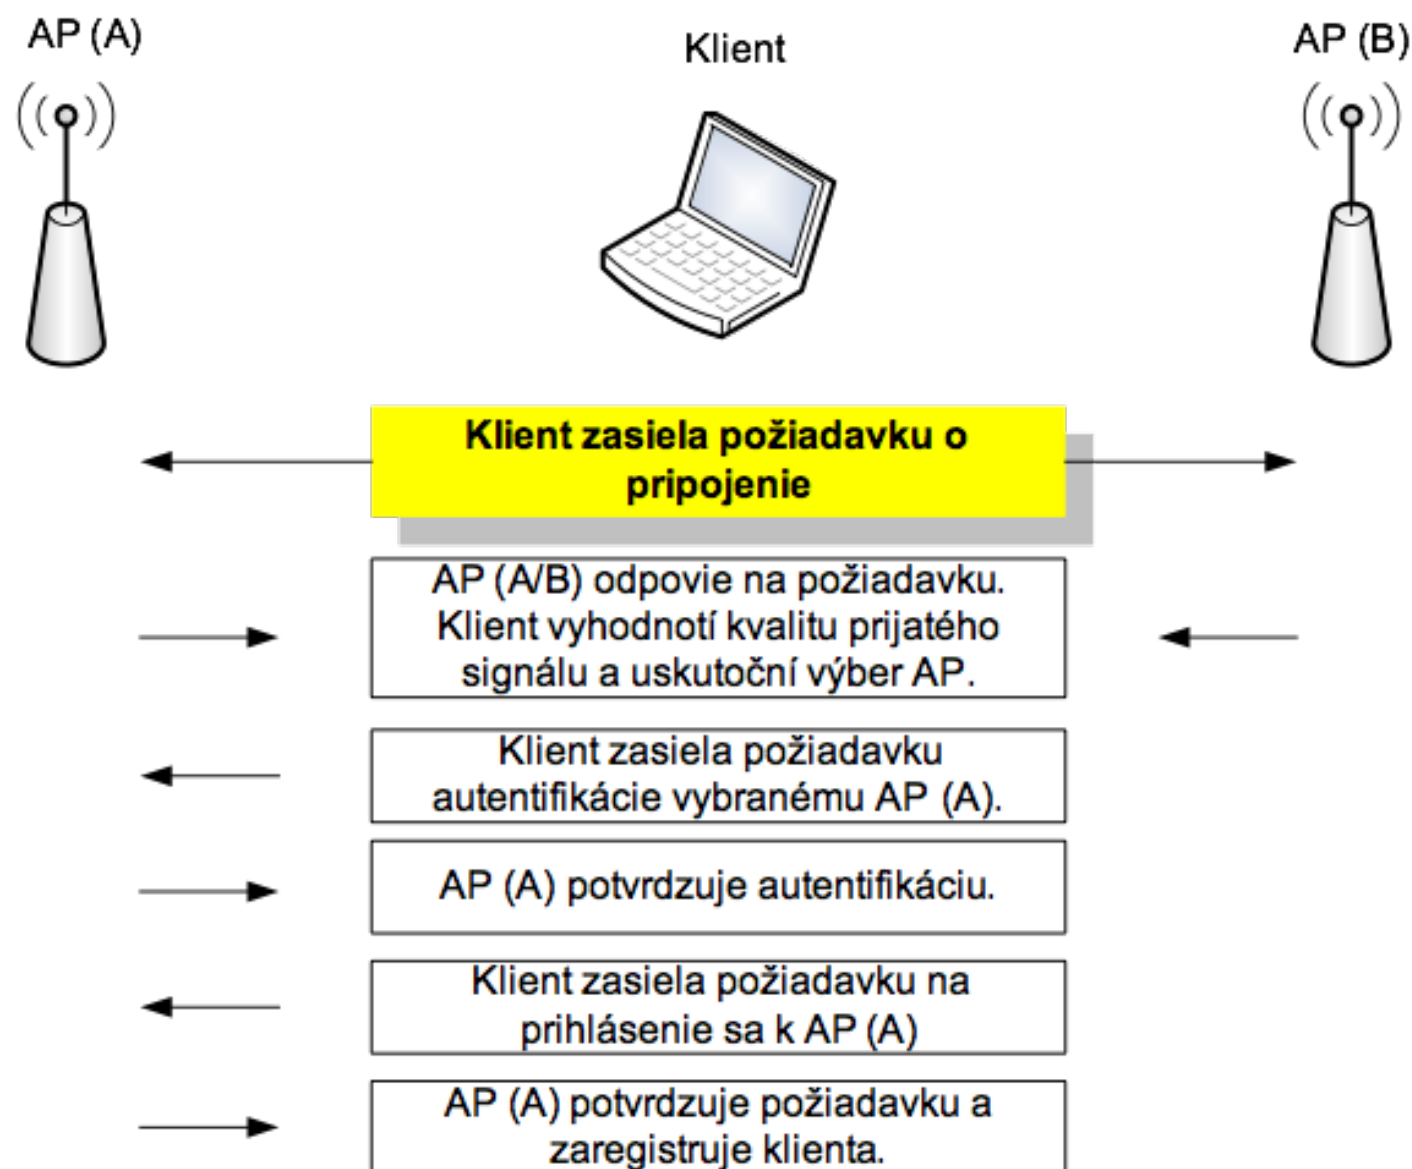 AP (A)
Klient
AP (B)
Klient zasiela požiadavku o
pripojenie
AP (A/B) odpovie na požiadavku.
Klient vyhodnotí kvalitu prijatého
signálu a uskutoční výber AP.
Klient zasiela požiadavku
autentifikácie vybranému AP (A).
AP (A) potvrdzuje autentifikáciu.
Klient zasiela požiadavku na
prihlásenie sa k AP (A)
AP (A) potvrdzuje požiadavku a
zaregistruje klienta.